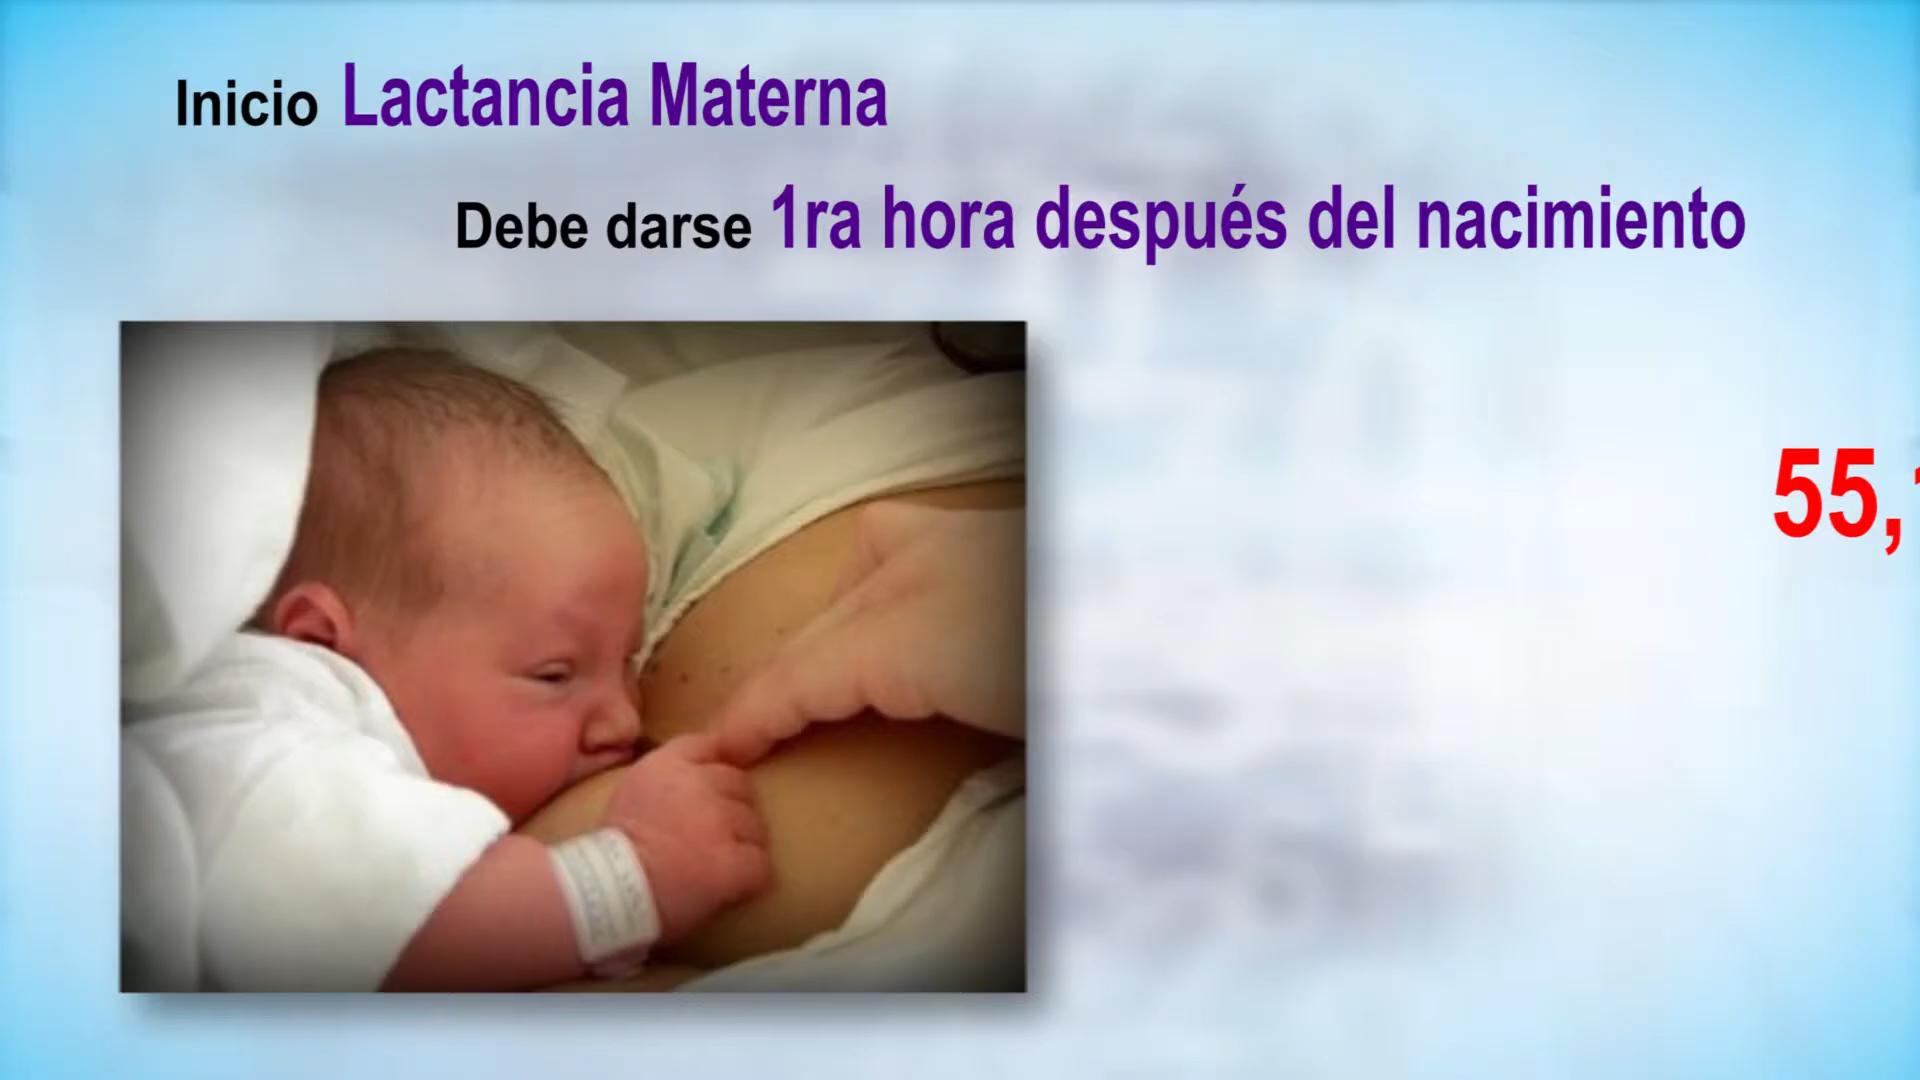 Inicio Lactancia Materna
Debe darse 1ra hora después del nacimiento
55,